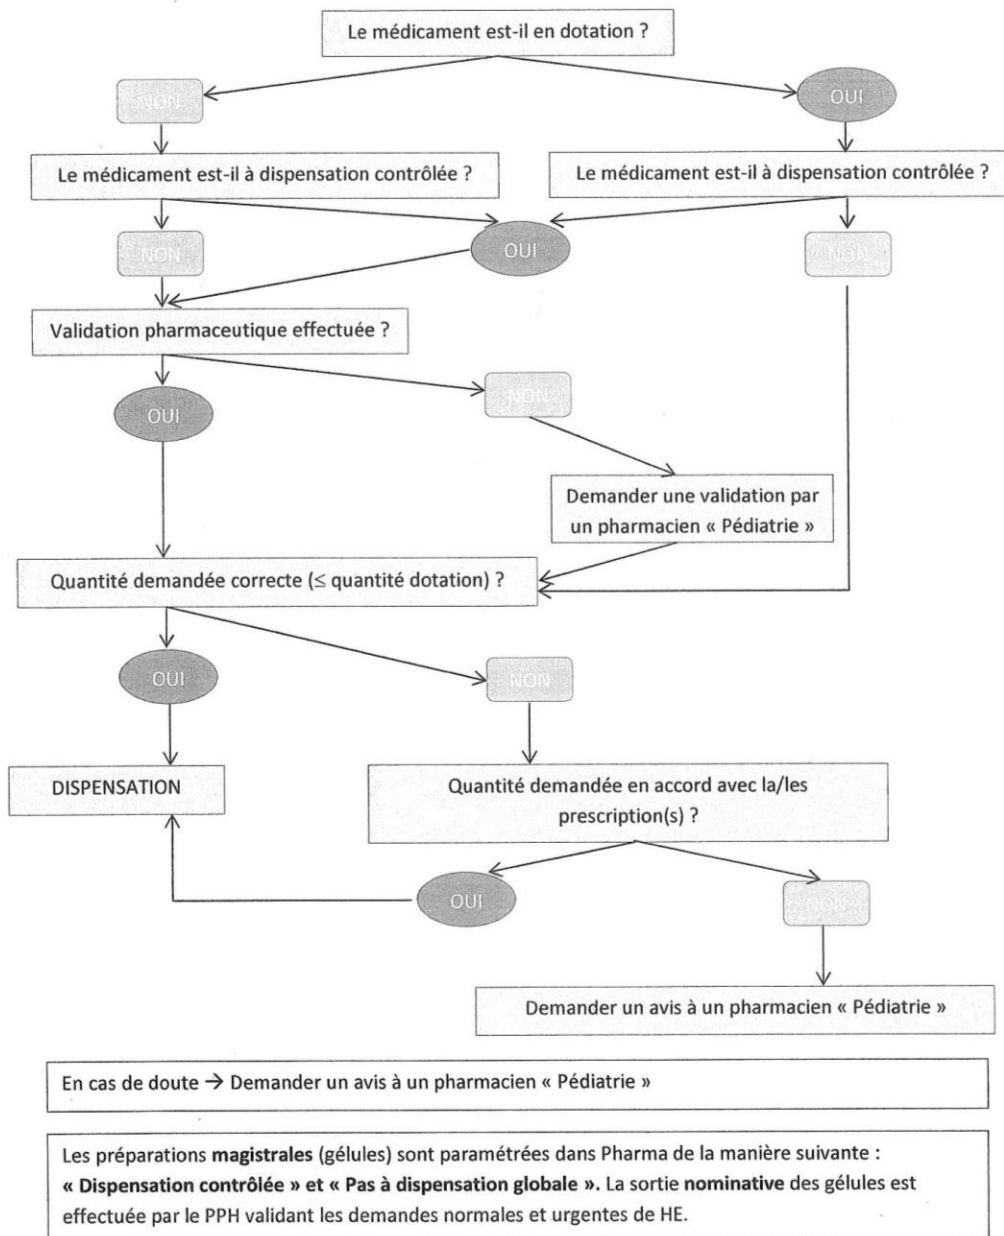 Le médicament est-il en dotation ?
NON
OUI
Le médicament est-il à dispensation contrôlée ?
Le médicament est-il à dispensation contrôlée ?
NON
OUI
NON
Validation pharmaceutique effectuée ?
OUI
NON
Demander une validation par
un pharmacien « Pédiatrie »
Quantité demandée correcte (≤ quantité dotation) ?
OUI
NON
DISPENSATION
Quantité demandée en accord avec la/les
prescription(s) ?
OUI
NON
Demander un avis à un pharmacien « Pédiatrie »
En cas de doute → Demander un avis à un pharmacien « Pédiatrie »
Les préparations magistrales (gélules) sont paramétrées dans Pharma de la manière suivante :
« Dispensation contrôlée » et « Pas à dispensation globale ». La sortie nominative des gélules est
effectuée par le PPH validant les demandes normales et urgentes de HE.